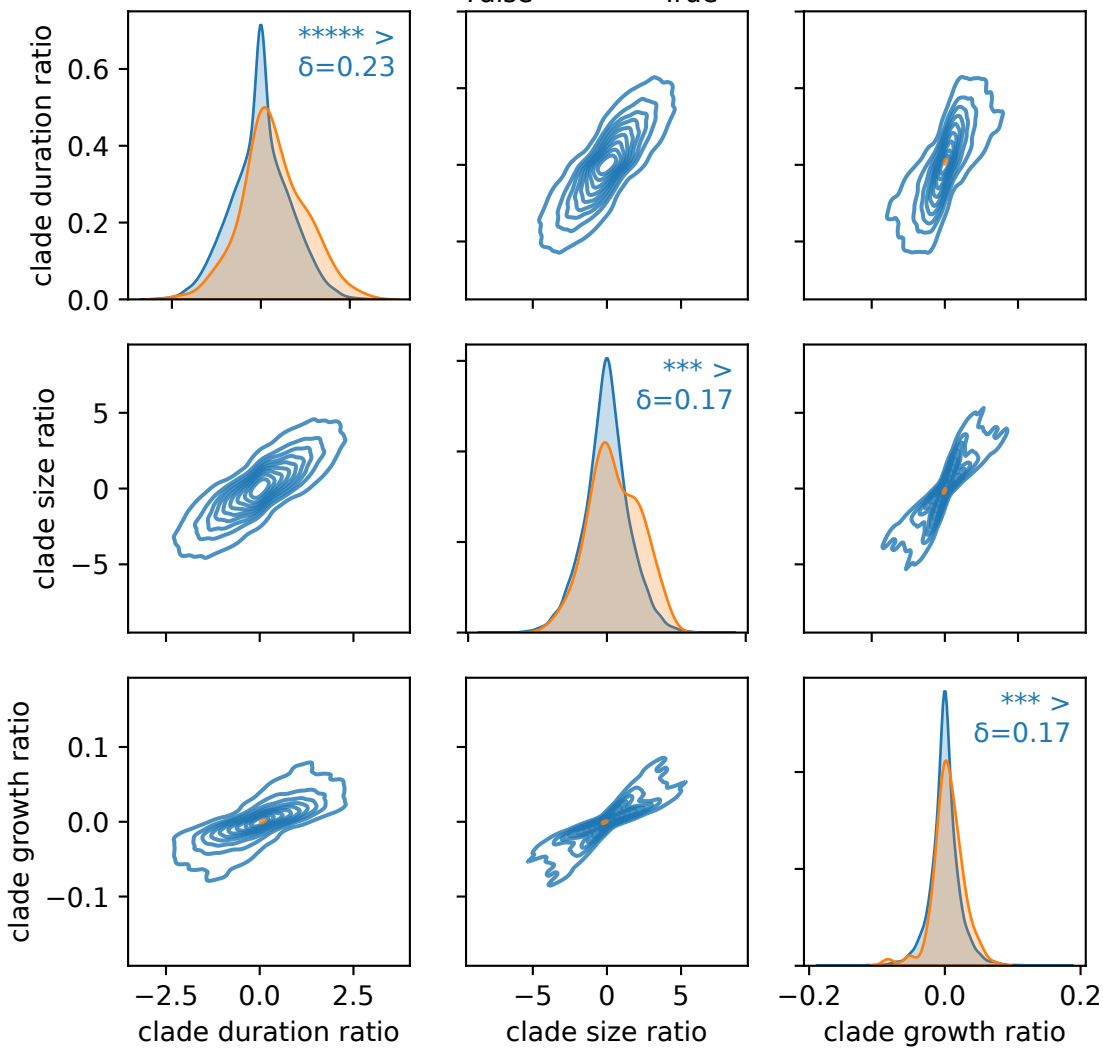 0.6
0.4
0.2
0.0
clade duration ratio
***** >
δ=0.23
5
0
−5
clade size ratio
*** >
δ=0.17
0.1
0.0
−0.1
clade growth ratio
*** >
δ=0.17
−2.5 0.0 2.5
−5 0 5
−0.2 0.0 0.2
clade duration ratio
clade size ratio
clade growth ratio